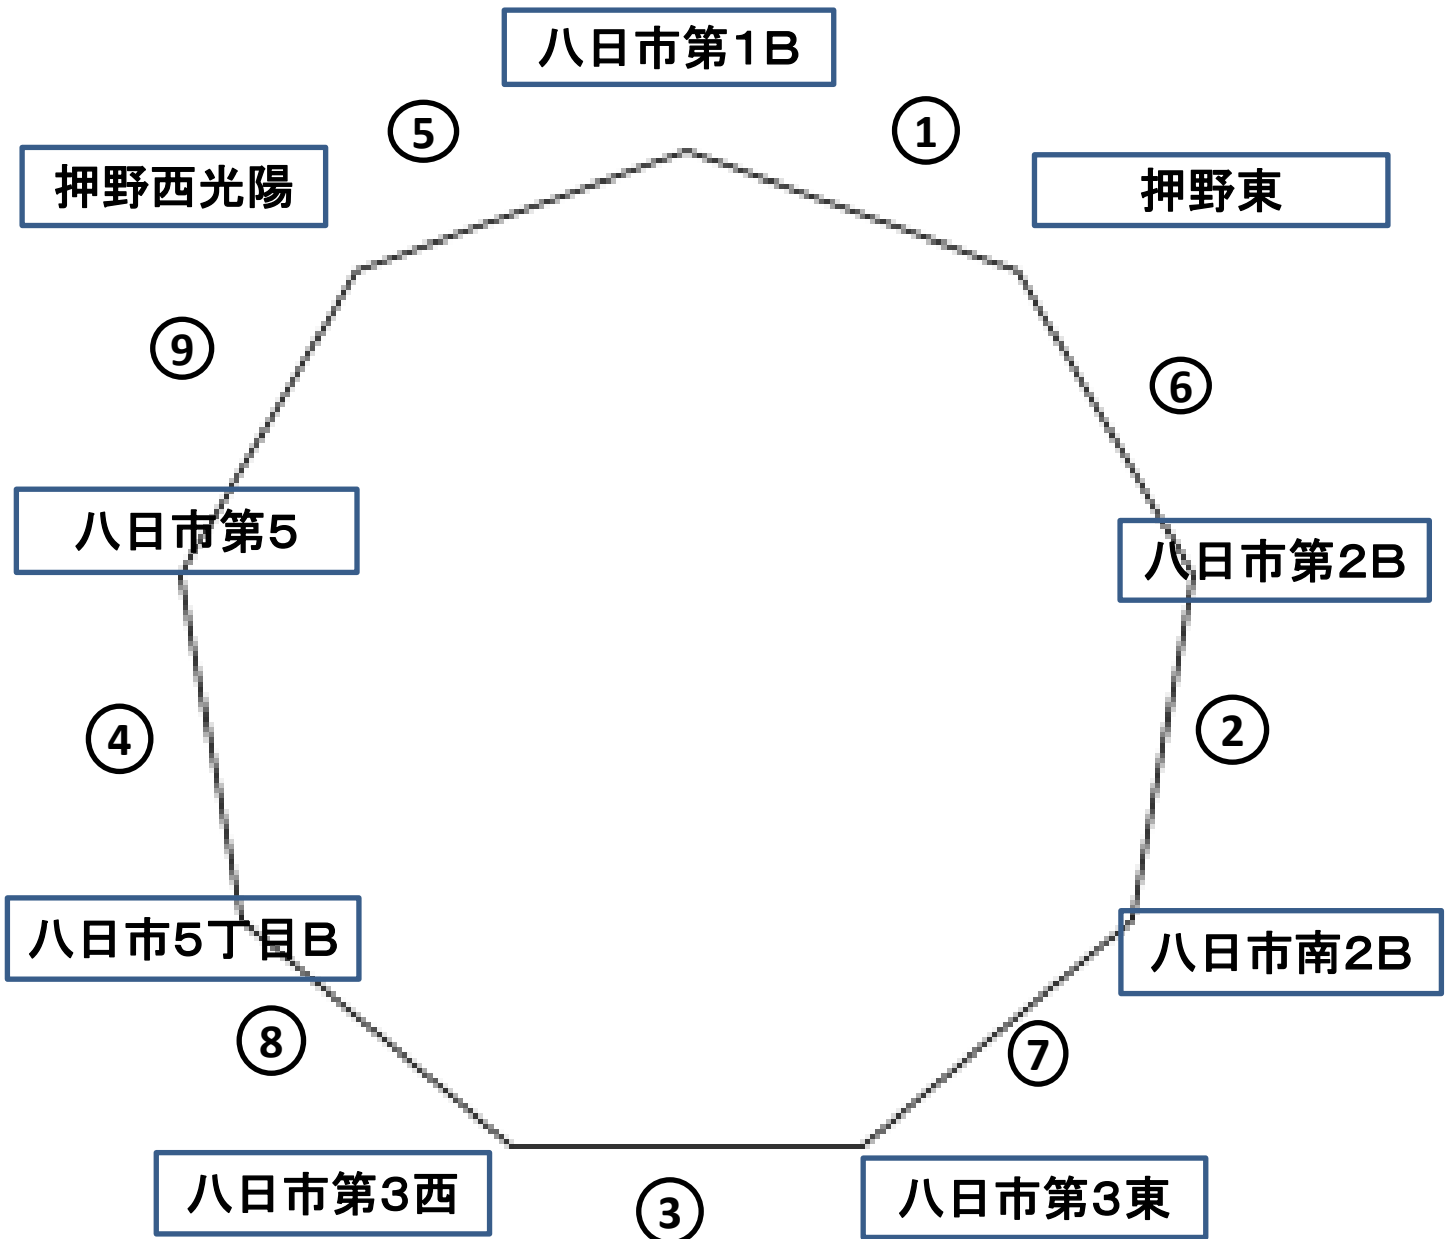 八日市第１B
⑤
①
押野西光陽
押野東
⑨
⑥
八日市第５
八日市第２B
④
②
八日市５丁目B
八日市南２B
⑧
⑦
八日市第３西
③
八日市第３東